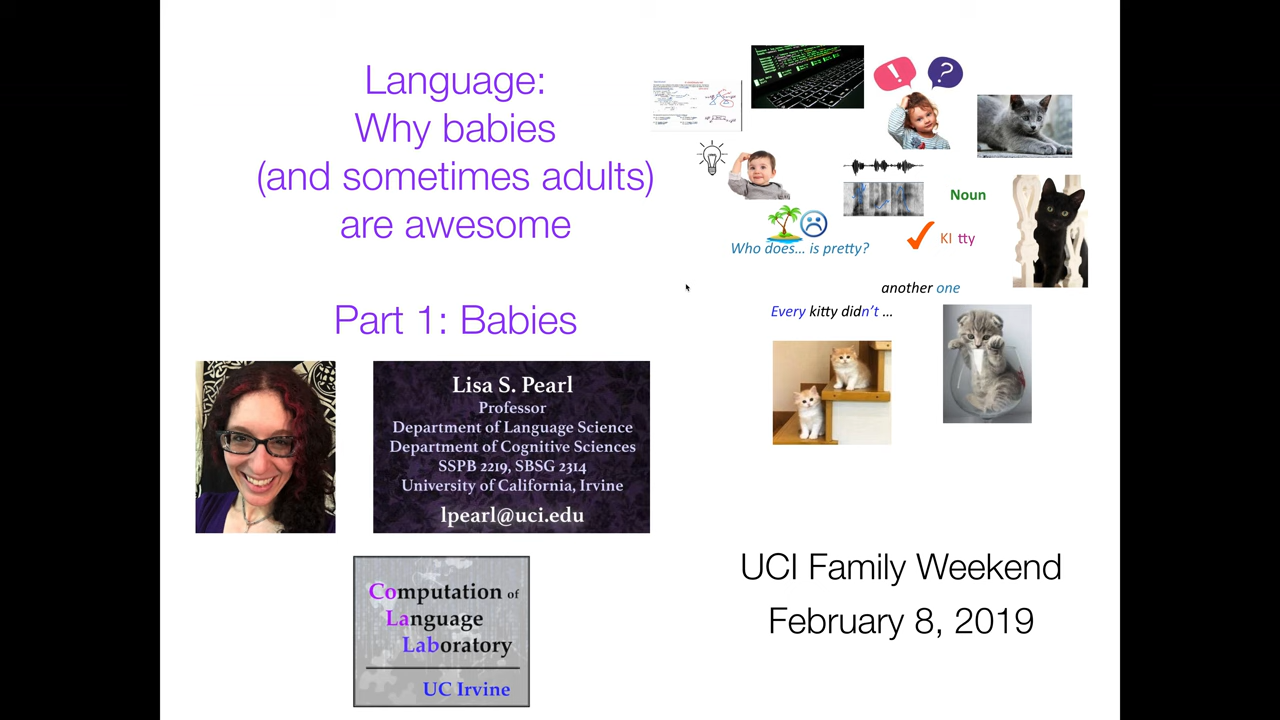 Language:
Why babies
(and sometimes adults)
are awesome
Part 1: Babies
Lisa S. Pearl
Professor
Department of Language Science
Department of Cognitive Sciences
SSPB 2219, SBSG 2314
University of California, Irvine
lpearl@uci.edu
Computation of
Language
Laboratory
UC Irvine
!
?
Noun
Who does... is pretty?
KI tty
another one
Every kitty didn't ...
UCI Family Weekend
February 8, 2019